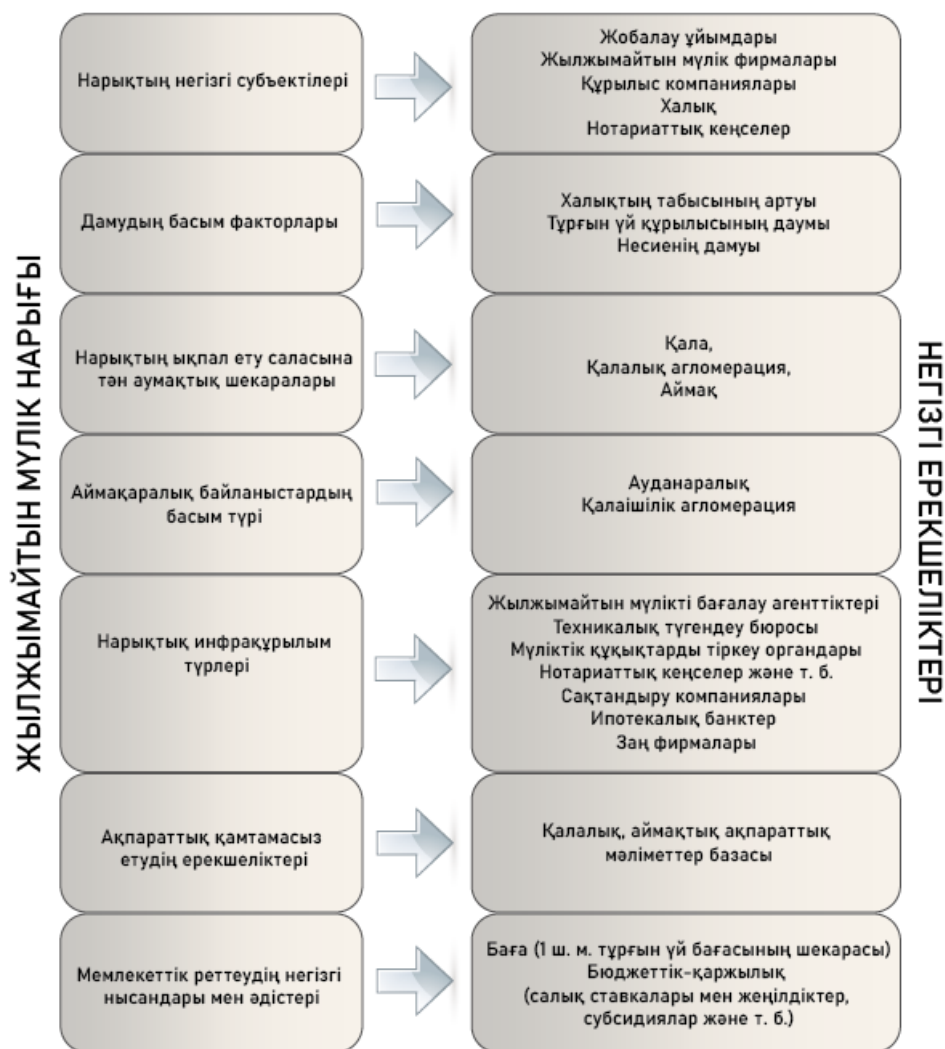 ЖЫЛЖЫМАЙТЫН МҮЛІК НАРЫҒЫ
Нарықтың негізгі субъектілері
Жобалау ұйымдары
Жылжымайтын мүлік фирмалары
Құрылыс компаниялары
Халық
Нотариаттық кеңселер
Дамудың басым факторлары
Халықтың табысының артуы
Тұрғын үй құрылысының даумы
Несиенің дамуы
Нарықтың ықпал ету саласына
тән аумақтық шекаралары
Қала,
Қалалық агломерация,
Аймақ
Аймақаралық байланыстардың
басым түрі
Ауданаралық
Қалаішілік агломерация
Нарықтық инфрақұрылым
түрлері
Жылжымайтын мүлікті бағалау агенттіктері
Техникалық түгендеу бюросы
Мүліктік құқықтарды тіркеу органдары
Нотариаттық кеңселер және т. б.
Сақтандыру компаниялары
Ипотекалық банктер
Заң фирмалары
Ақпараттық қамтамасыз
етудің ерекшеліктері
Қалалық, аймақтық ақпараттық
мәліметтер базасы
Мемлекеттік реттеудің негізгі
нысандары мен әдістері
Баға (1 ш. м. тұрғын үй бағасының шекарасы)
Бюджеттік-қаржылық
(салық ставкалары мен жеңілдіктер,
субсидиялар және т. б.)
НЕГІЗГІ ЕРЕКШЕЛІКТЕРІ